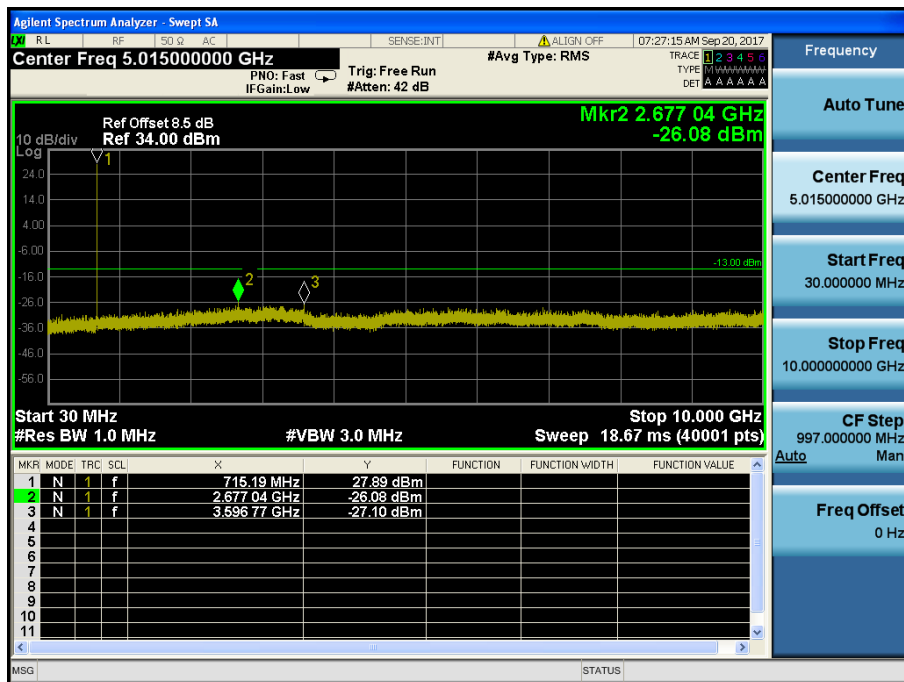 Agilent Spectrum Analyzer - Swept SA
LXI RL RF 50 Ω AC SENSE:INT ALIGN OFF 07:27:15 AM Sep 20, 2017
Center Freq 5.015000000 GHz #Avg Type: RMS TRACE 1 2 3 4 5 6
PNO: Fast Trig: Free Run TYPE M
IFGain:Low #Atten: 42 dB DET A A A A A A
Mkr2 2.677 04 GHz
-26.08 dBm
Ref Offset 8.5 dB
10 dB/div Ref 34.00 dBm
Log
1
24.0
14.0
4.00
-6.00
-13.00 dBm
-16.0
2
3
-26.0
-36.0
-46.0
-56.0
Start 30 MHz Stop 10.000 GHz
#Res BW 1.0 MHz #VBW 3.0 MHz Sweep 18.67 ms (40001 pts)
MKR MODE TRC SCL X Y FUNCTION FUNCTION WIDTH FUNCTION VALUE
1 N 1 f 715.19 MHz 27.89 dBm
2 N 1 f 2.677 04 GHz -26.08 dBm
3 N 1 f 3.596 77 GHz -27.10 dBm
4
5
6
7
8
9
10
11
MSG STATUS
Frequency
Auto Tune
Center Freq
5.015000000 GHz
Start Freq
30.000000 MHz
Stop Freq
10.000000000 GHz
CF Step
997.000000 MHz
Auto Man
Freq Offset
0 Hz